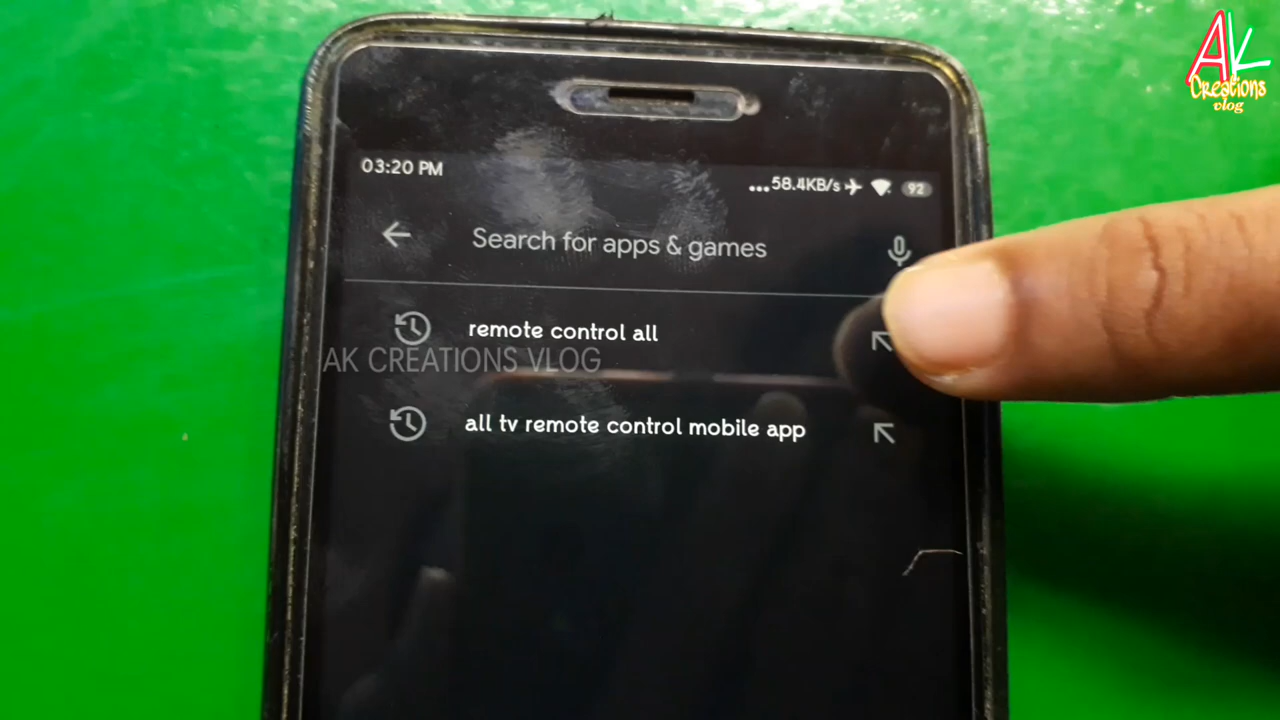 AK
Creations
vlog
03:20 PM
...58.4KB/s 92
Search for apps & games
remote control all
AK CREATIONS VLOG
all tv remote control mobile app